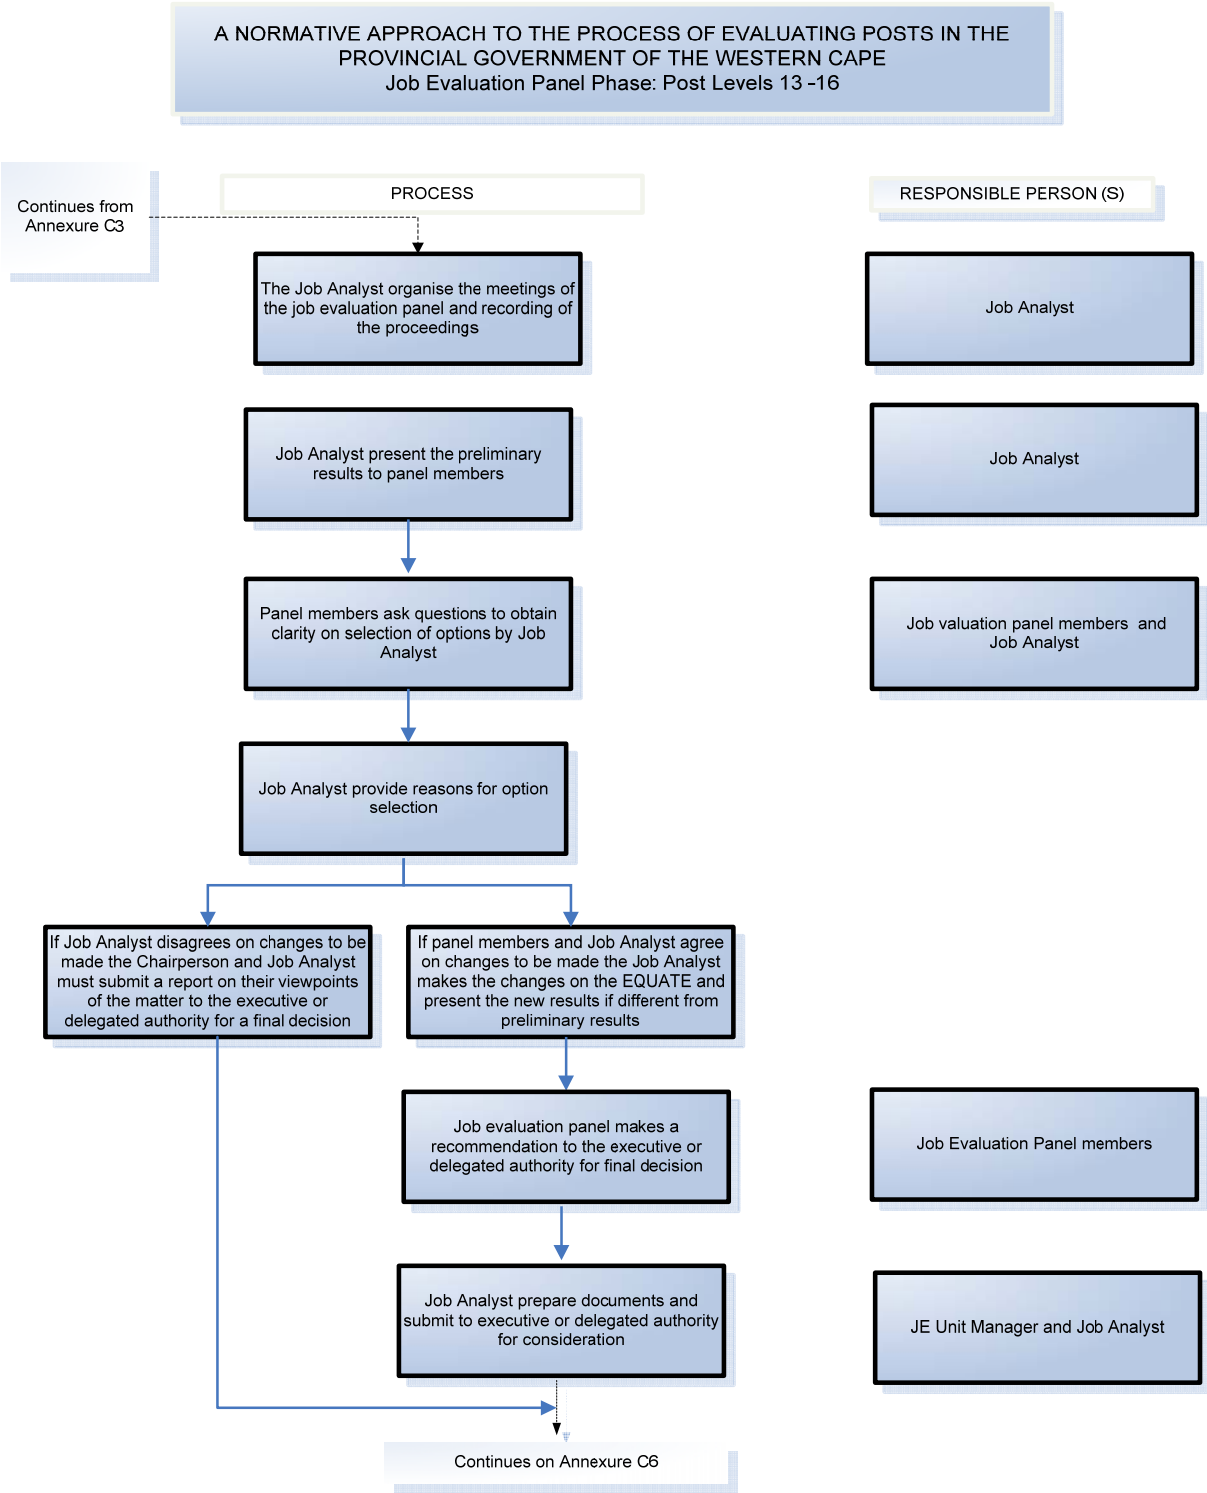 A NORMATIVE APPROACH TO THE PROCESS OF EVALUATING POSTS IN THE
PROVINCIAL GOVERNMENT OF THE WESTERN CAPE
Job Evaluation Panel Phase: Post Levels 13 -16
Continues from
Annexure C3
PROCESS
RESPONSIBLE PERSON (S)
The Job Analyst organise the meetings of
the job evaluation panel and recording of
the proceedings
Job Analyst
Job Analyst present the preliminary
results to panel members
Job Analyst
Panel members ask questions to obtain
clarity on selection of options by Job
Analyst
Job valuation panel members and
Job Analyst
Job Analyst provide reasons for option
selection
If Job Analyst disagrees on changes to be
made the Chairperson and Job Analyst
must submit a report on their viewpoints
of the matter to the executive or
delegated authority for a final decision
If panel members and Job Analyst agree
on changes to be made the Job Analyst
makes the changes on the EQUATE and
present the new results if different from
preliminary results
Job evaluation panel makes a
recommendation to the executive or
delegated authority for final decision
Job Evaluation Panel members
Job Analyst prepare documents and
submit to executive or delegated authority
for consideration
JE Unit Manager and Job Analyst
Continues on Annexure C6